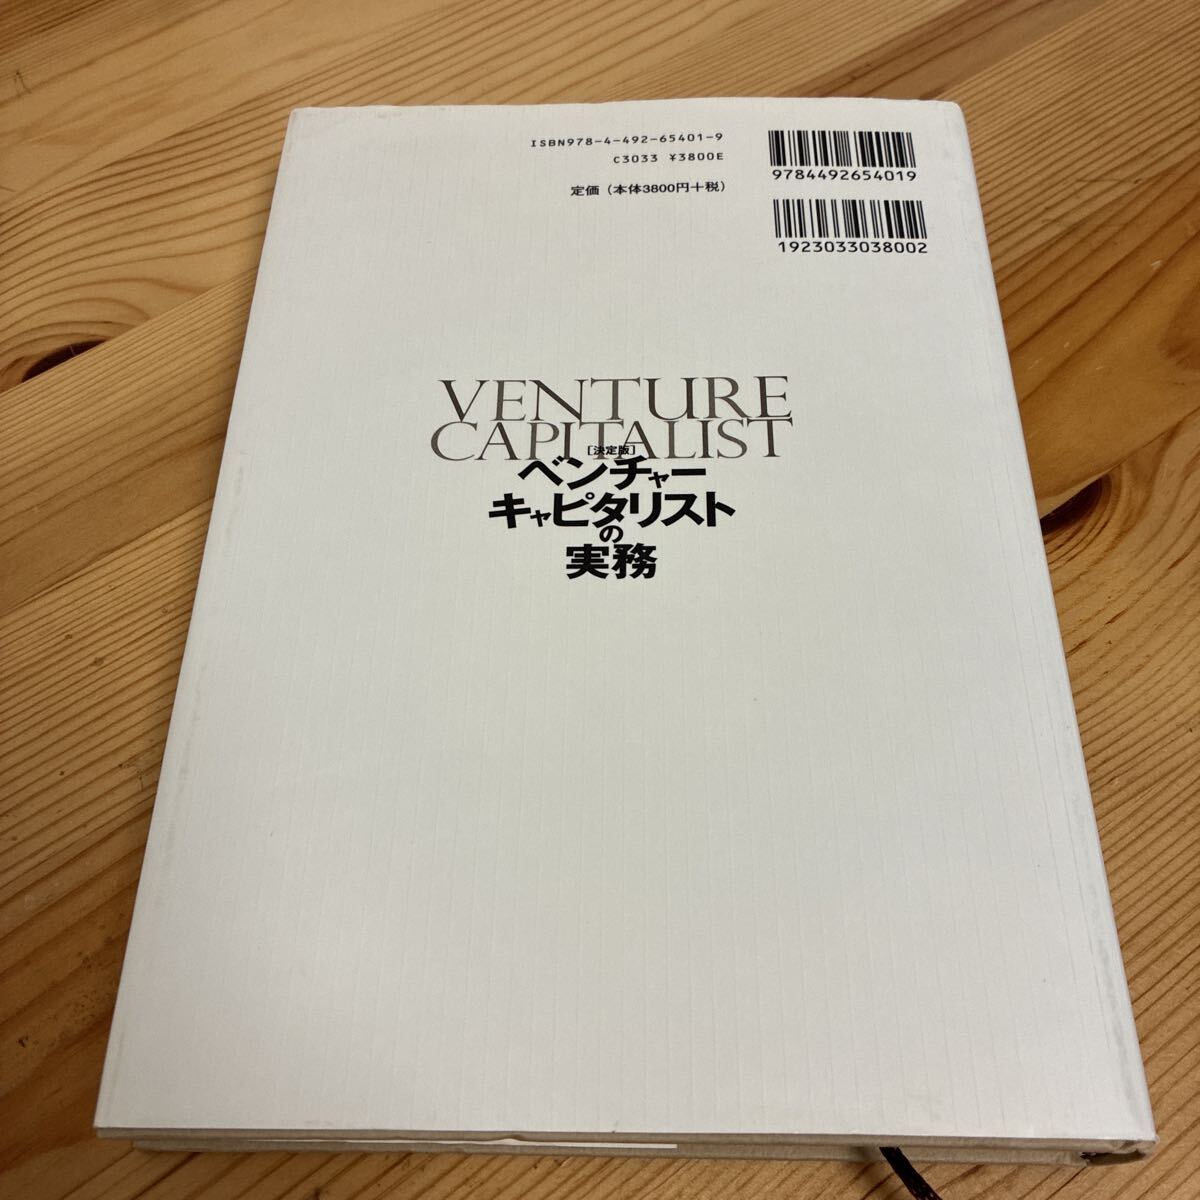 ISBN978-4-492-65401-9
C3033 ¥3800E
定価（本体3800円＋税）
9784492654019
1923033038002
VENTURE
CAPITALIST
［決定版］
ベンチャー
キャピタリスト
の
実務